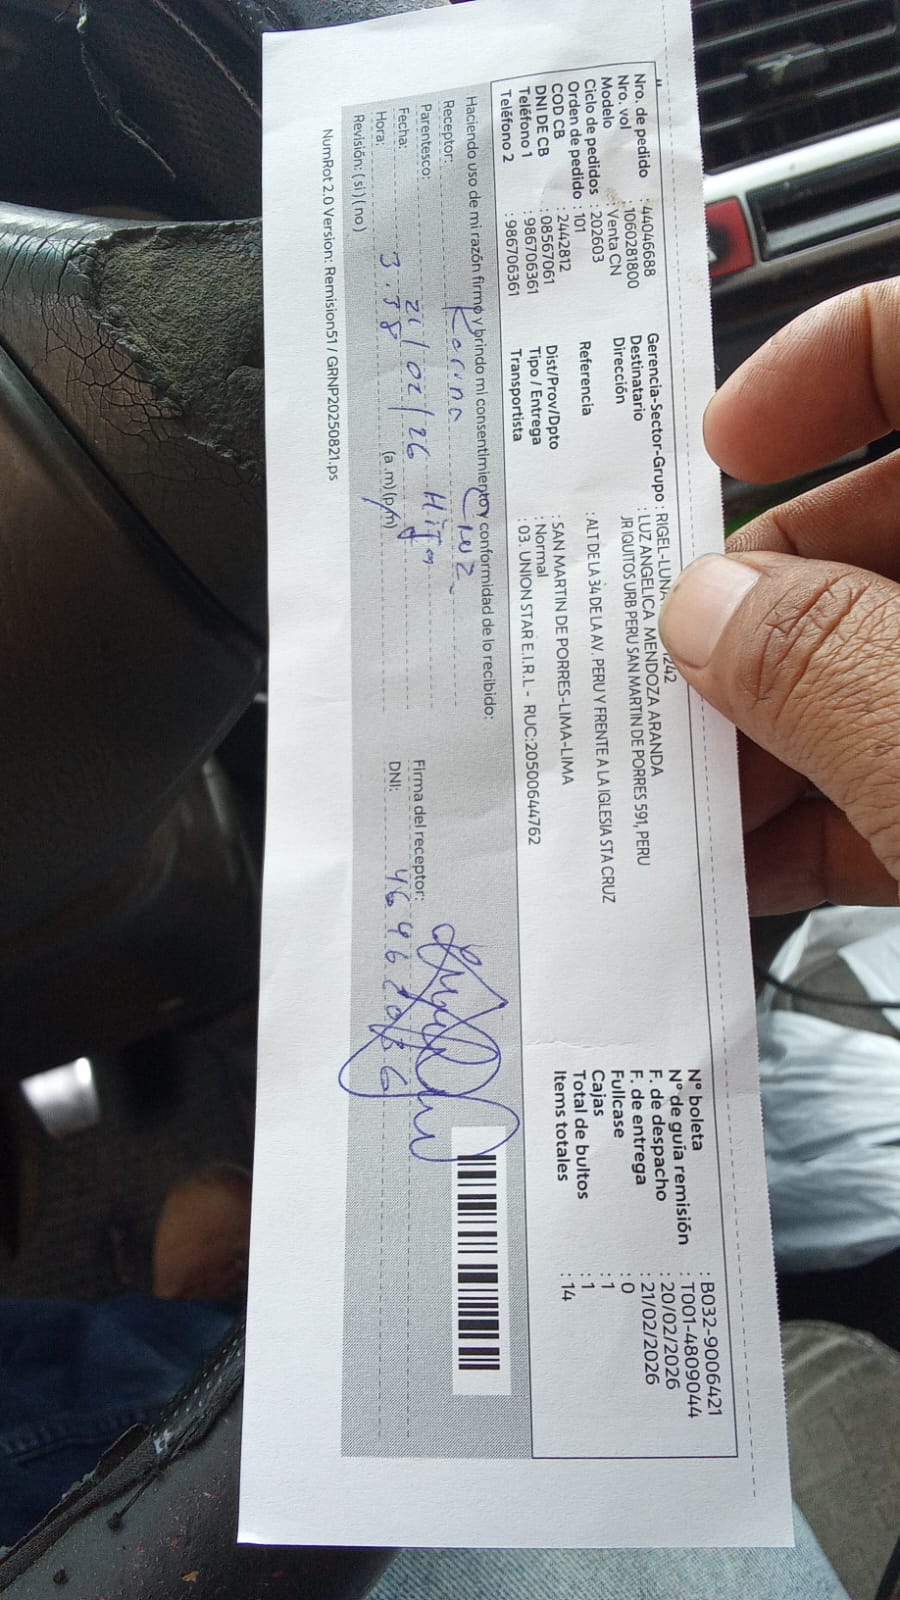 Nro. de pedido : 44046688
Nro. vol : 1060281800
Modelo : Venta CN
Ciclo de pedidos : 202603
Orden de pedido : 101
COD CB : 2442812
DNI DE CB : 08567061
Teléfono 1 : 986706361
Teléfono 2 : 986706361
Gerencia-Sector-Grupo : RIGEL-LUNA 1242
Destinatario : LUZ ANGELICA MENDOZA ARANDA
Dirección : JR IQUITOS URB PERU SAN MARTIN DE PORRES 591, PERU
Referencia : ALT DE LA 34 DE LA AV. PERU Y FRENTE A LA IGLESIA STA CRUZ
Dist/Prov/Dpto : SAN MARTIN DE PORRES-LIMA-LIMA
Tipo / Entrega : Normal
Transportista : 03. UNION STAR E.I.R.L - RUC:20500644762
N° boleta : B032-9006421
N° de guia remisión : T001-4809044
F. de despacho : 20/02/2026
F. de entrega : 21/02/2026
Fullcase : 0
Cajas : 1
Total de bultos : 1
Items totales : 14
Haciendo uso de mi razón firmo y brindo mi consentimiento y conformidad de lo recibido:
Receptor: Karina Cruz
Parentesco: Hija
Fecha: 21/02/26
Hora: 3:58 (a.m)(p.m)
Firma del receptor:
DNI:
Revisión: (si) (no)
NumRot 2.0 Version: Remision51 / GRNP20250821.ps